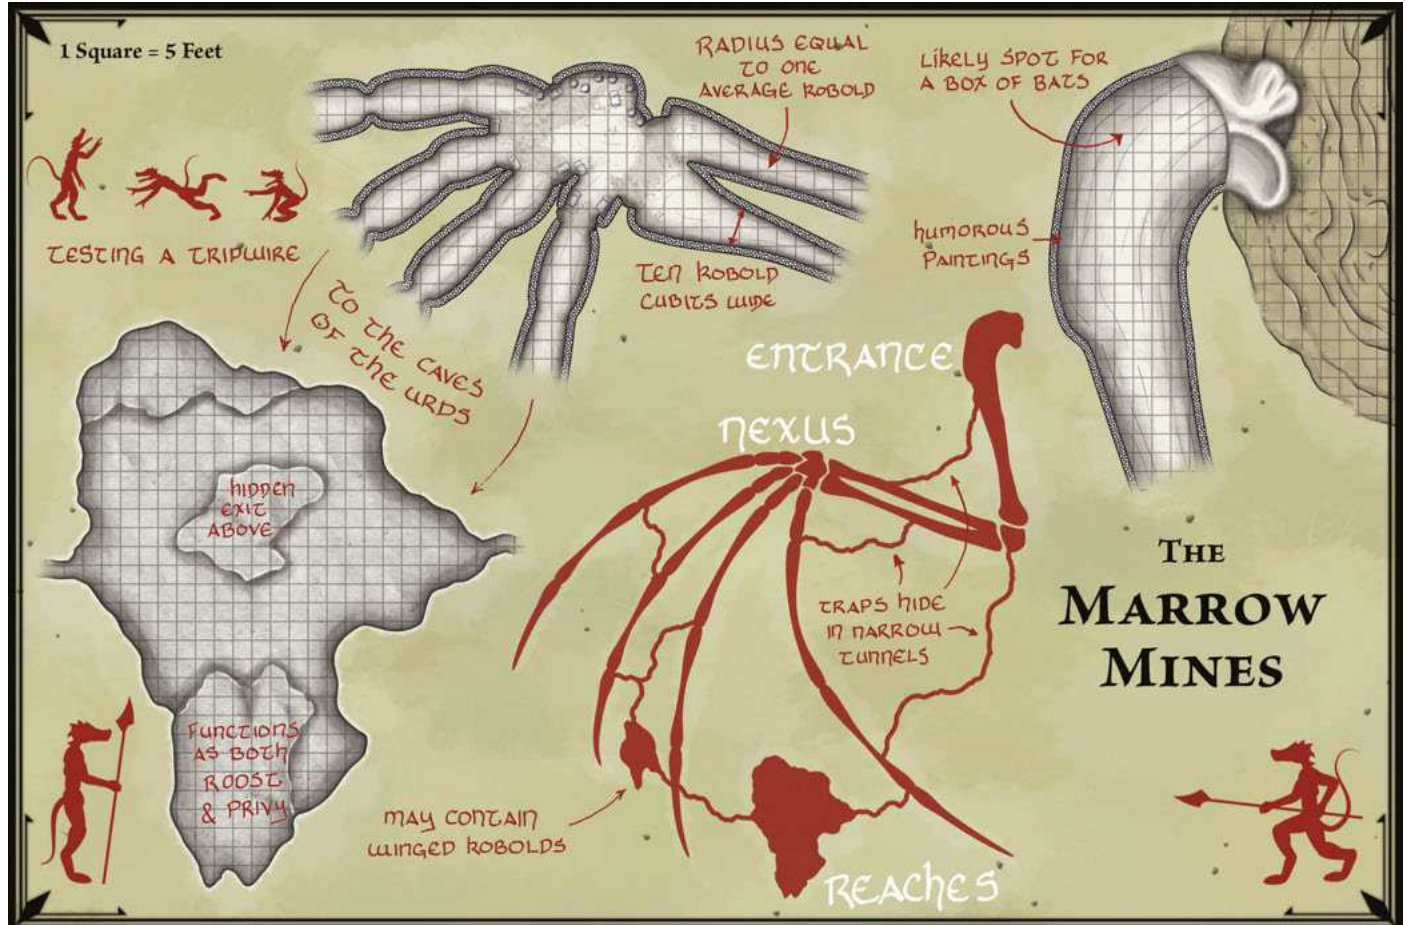 1 Square = 5 Feet
RADIUS EQUAL
TO ONE
AVERAGE KOBOLD
LIKELY SPOT FOR
A BOX OF BATS
TESTING A TRIPWIRE
HUMOROUS
PAINTINGS
TEN KOBOLD
CUBITS WIDE
TO THE CAVES
OF THE URDS
ENTRANCE
NEXUS
HIDDEN
EXIT
ABOVE
THE
MARROW
MINES
TRAPS HIDE
IN NARROW
TUNNELS
FUNCTIONS
AS BOTH
ROOST
& PRIVY
MAY CONTAIN
WINGED KOBOLDS
REACHES